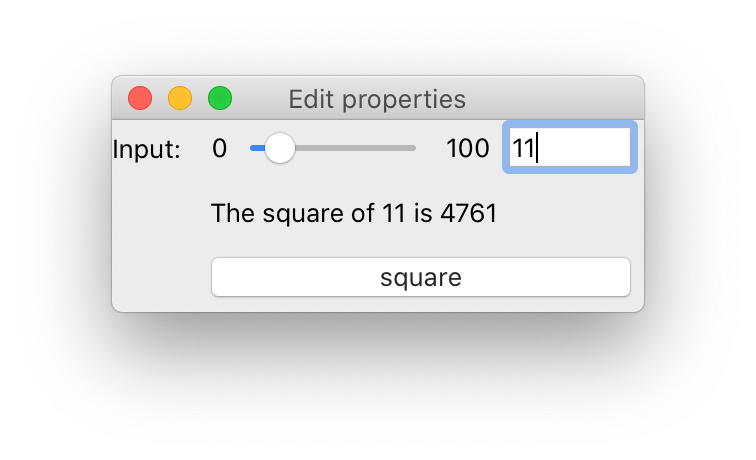 Edit properties
Input: 0 100 11
The square of 11 is 4761
square